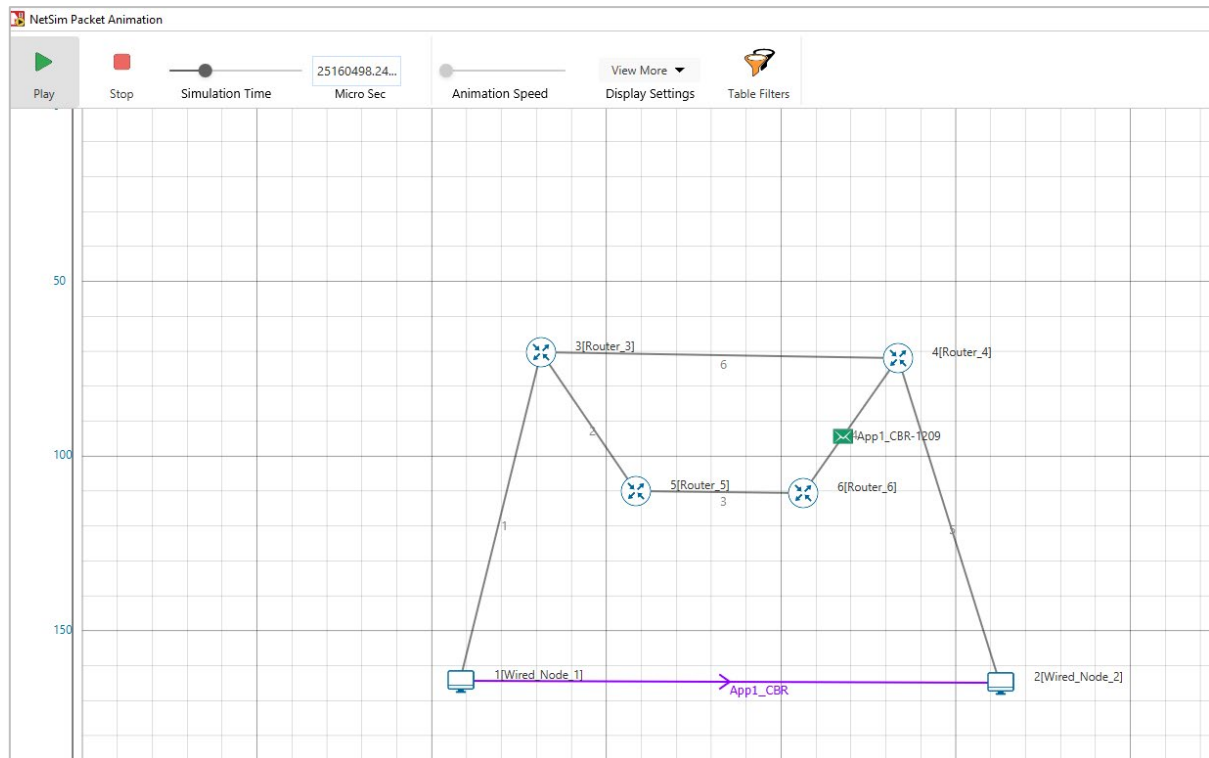 NetSim Packet Animation
25160498.24...
View More
Play
Stop
Simulation Time
Micro Sec
Animation Speed
Display Settings
Table Filters
50
3[Router_3]
4[Router_4]
6
2
App1_CBR-1209
100
5[Router_5]
6[Router_6]
3
1
5
150
1[Wired_Node_1]
2[Wired_Node_2]
App1_CBR